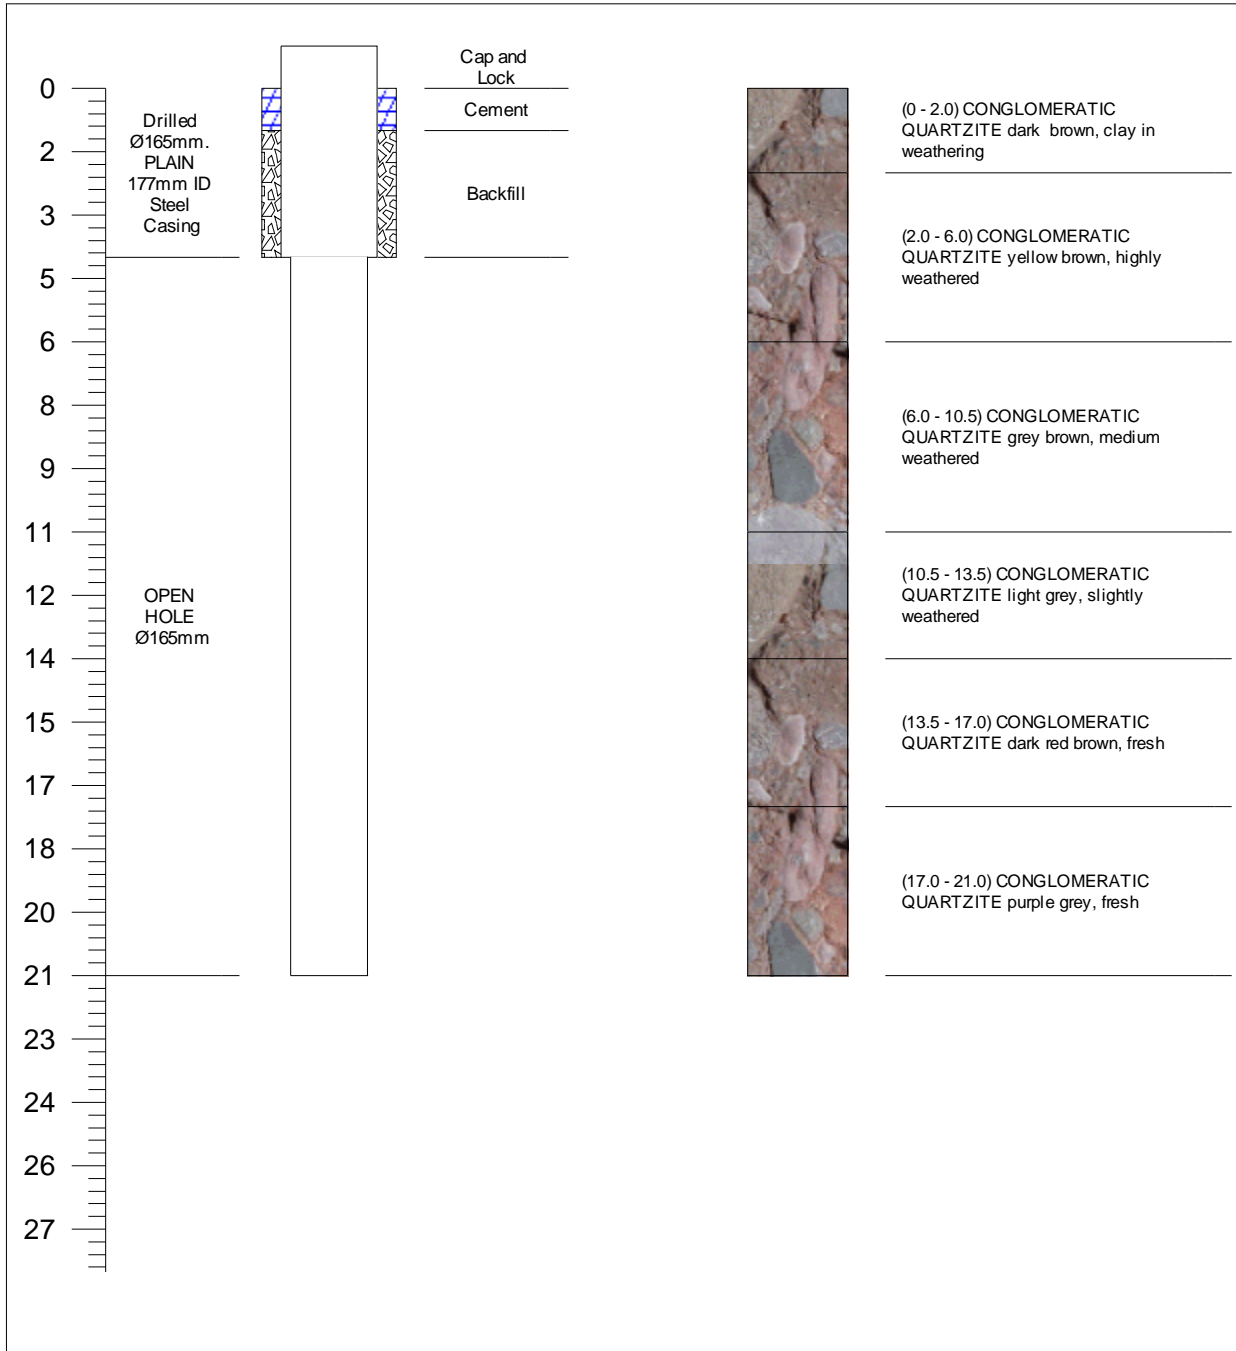 0
2
3
5
6
8
9
11
12
14
15
17
18
20
21
23
24
26
27
Drilled
Ø165mm.
PLAIN
177mm ID
Steel
Casing
OPEN
HOLE
Ø165mm
Cap and
Lock
Cement
Backfill
(0 - 2.0) CONGLOMERATIC
QUARTZITE dark brown, clay in
weathering
(2.0 - 6.0) CONGLOMERATIC
QUARTZITE yellow brown, highly
weathered
(6.0 - 10.5) CONGLOMERATIC
QUARTZITE grey brown, medium
weathered
(10.5 - 13.5) CONGLOMERATIC
QUARTZITE light grey, slightly
weathered
(13.5 - 17.0) CONGLOMERATIC
QUARTZITE dark red brown, fresh
(17.0 - 21.0) CONGLOMERATIC
QUARTZITE purple grey, fresh